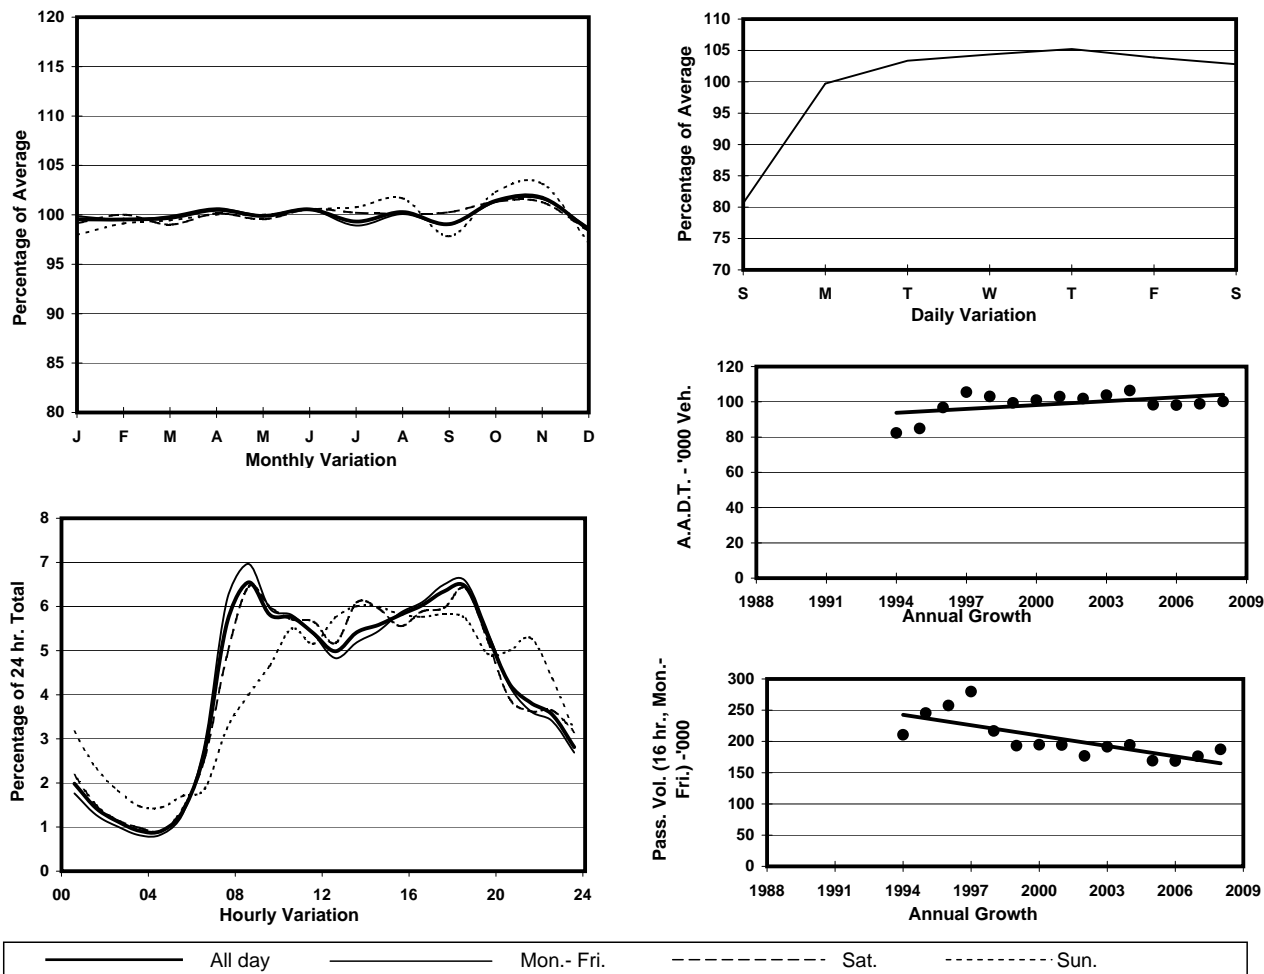 120
115
110
105
100
95
90
85
80
Percentage of Average
J F M A M J J A S O N D
Monthly Variation
110
105
100
95
90
85
80
75
70
Percentage of Average
S M T W T F S
Daily Variation
120
100
80
60
40
20
0
A.A.D.T. - '000 Veh.
1988 1991 1994 1997 2000 2003 2006 2009
Annual Growth
8
7
6
5
4
3
2
1
0
Percentage of 24 hr. Total
00 04 08 12 16 20 24
Hourly Variation
300
250
200
150
100
50
0
Pass. Vol. (16 hr., Mon.-
Fri.) -'000
1988 1991 1994 1997 2000 2003 2006 2009
Annual Growth
All day Mon.- Fri. Sat. Sun.